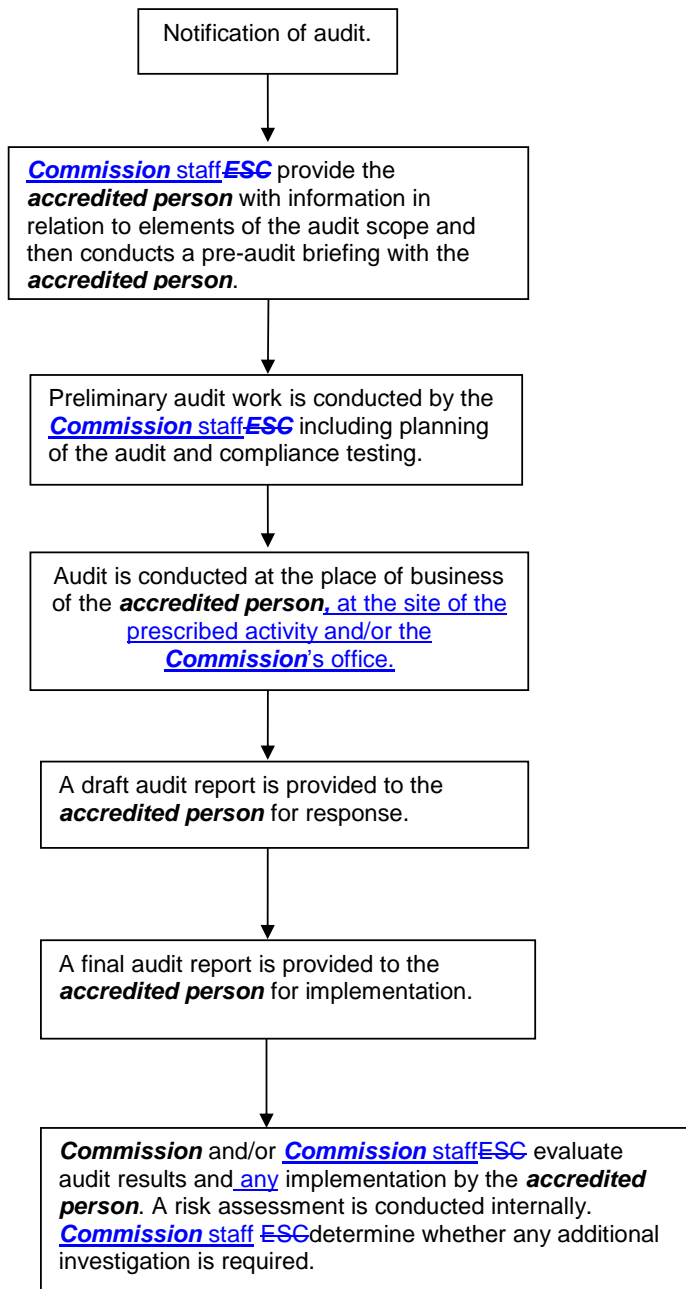 Notification of audit.
Commission staffESC provide the
accredited person with information in
relation to elements of the audit scope and
then conducts a pre-audit briefing with the
accredited person.
Preliminary audit work is conducted by the
Commission staffESC including planning
of the audit and compliance testing.
Audit is conducted at the place of business
of the accredited person, at the site of the
prescribed activity and/or the
Commission's office.
A draft audit report is provided to the
accredited person for response.
A final audit report is provided to the
accredited person for implementation.
Commission and/or Commission staffESC evaluate
audit results and any implementation by the accredited
person. A risk assessment is conducted internally.
Commission staff ESCdetermine whether any additional
investigation is required.